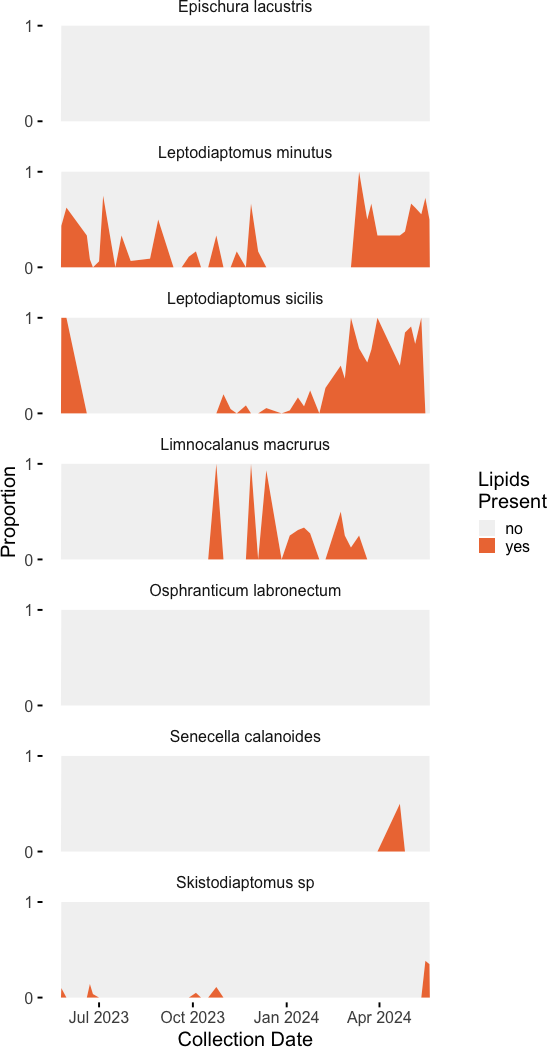 Epischura lacustris
1
0
Leptodiaptomus minutus
1
0
Leptodiaptomus sicilis
1
0
Limnocalanus macrurus
1
0
Osphranticum labronectum
1
0
Senecella calanoides
1
0
Skistodiaptomus sp
1
0
Jul 2023 Oct 2023 Jan 2024 Apr 2024
Collection Date
Proportion
Lipids
Present
no
yes